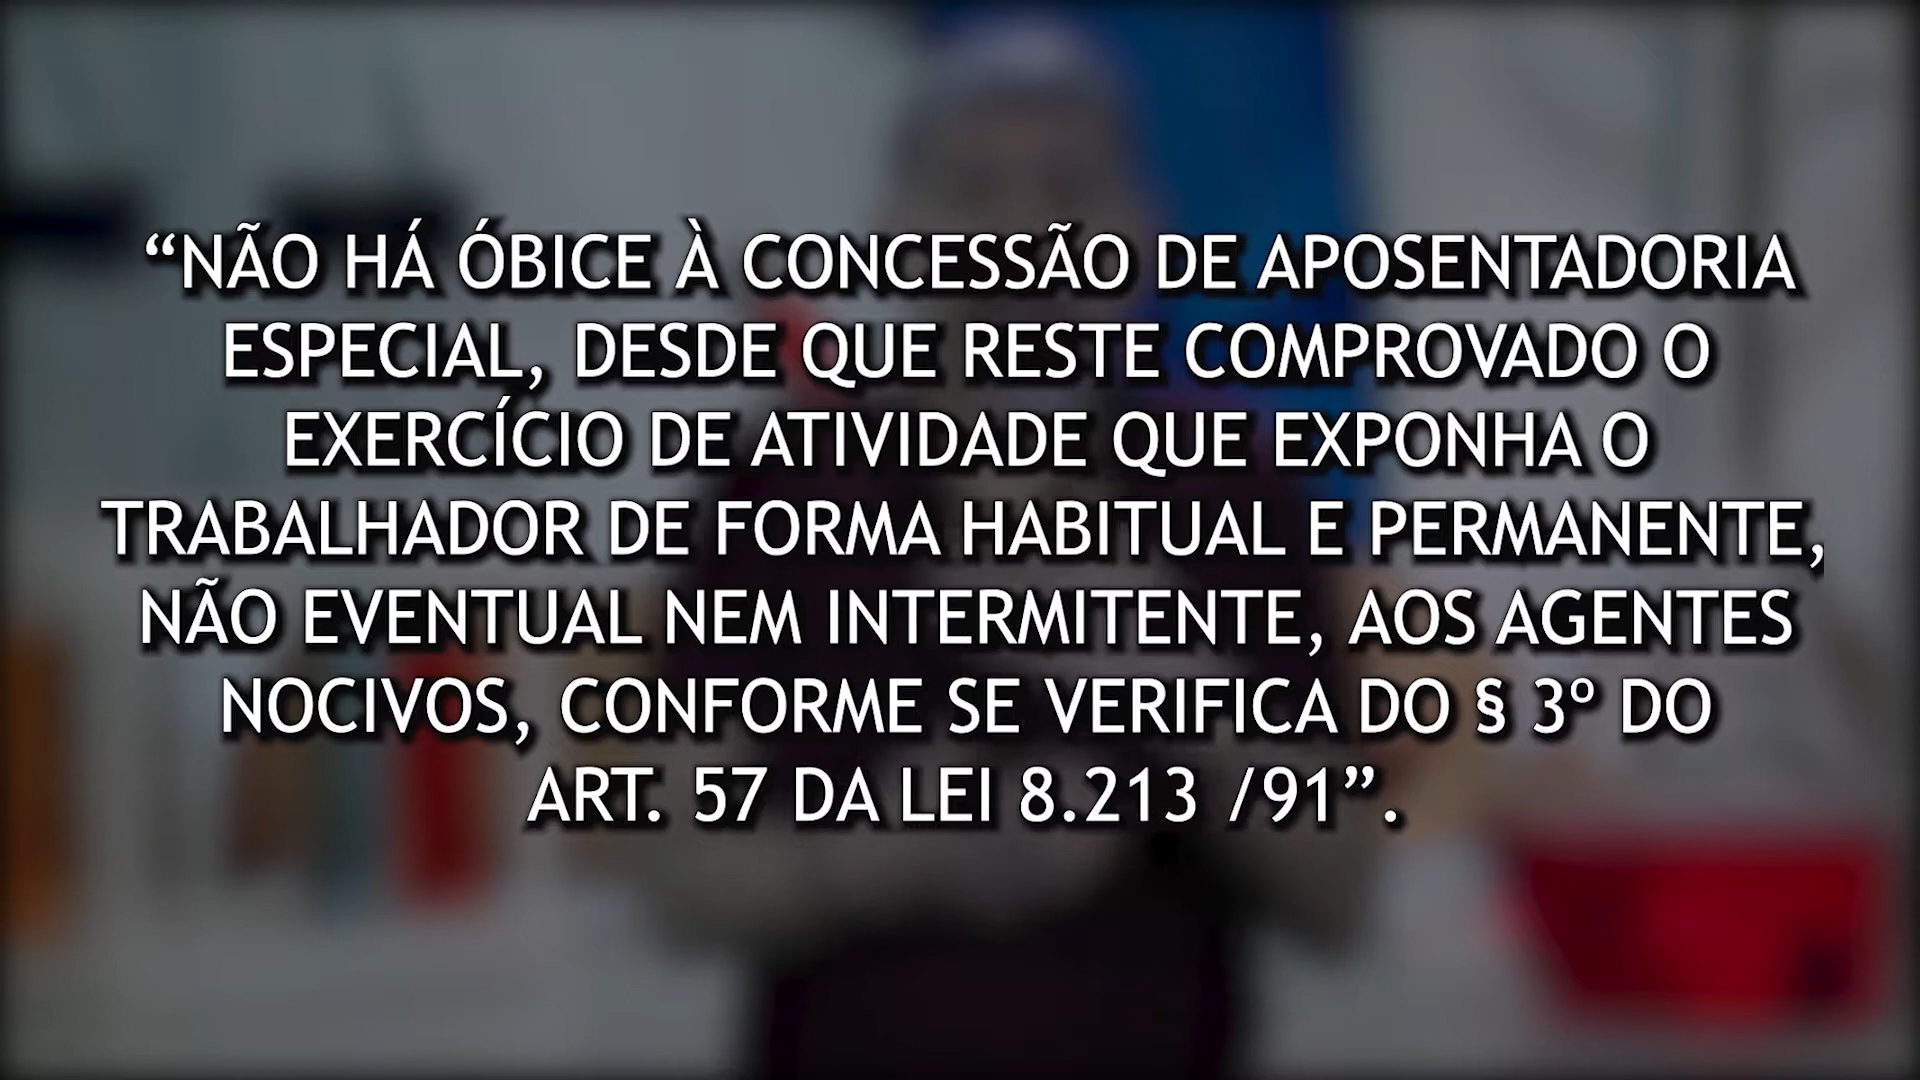 “NÃO HÁ ÓBICE À CONCESSÃO DE APOSENTADORIA
ESPECIAL, DESDE QUE RESTE COMPROVADO O
EXERCÍCIO DE ATIVIDADE QUE EXPONHA O
TRABALHADOR DE FORMA HABITUAL E PERMANENTE,
NÃO EVENTUAL NEM INTERMITENTE, AOS AGENTES
NOCIVOS, CONFORME SE VERIFICA DO § 3º DO
ART. 57 DA LEI 8.213 /91”.